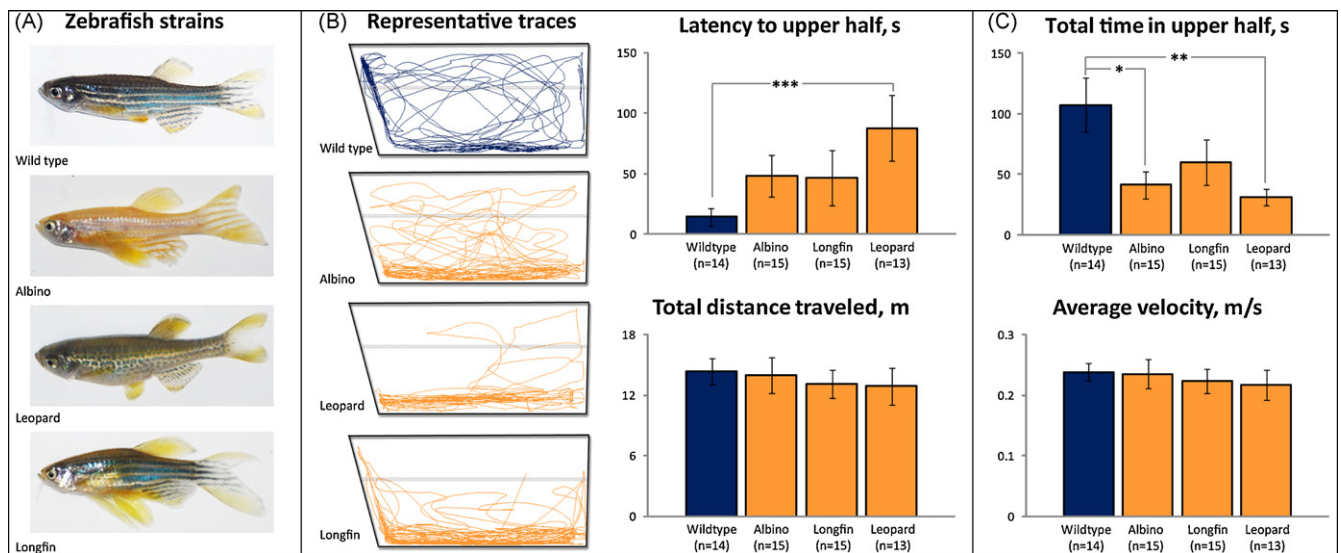 (A) Zebrafish strains
Wild type
Albino
Leopard
Longfin
(B) Representative traces
Wild type
Albino
Leopard
Longfin
Latency to upper half, s
150
100
50
0
***
Wildtype Albino Longfin Leopard
(n=14) (n=15) (n=15) (n=13)
Total distance traveled, m
18
12
6
0
Wildtype Albino Longfin Leopard
(n=14) (n=15) (n=15) (n=13)
(C) Total time in upper half, s
150
100
50
0
*
**
Wildtype Albino Longfin Leopard
(n=14) (n=15) (n=15) (n=13)
Average velocity, m/s
0.3
0.2
0.1
0
Wildtype Albino Longfin Leopard
(n=14) (n=15) (n=15) (n=13)